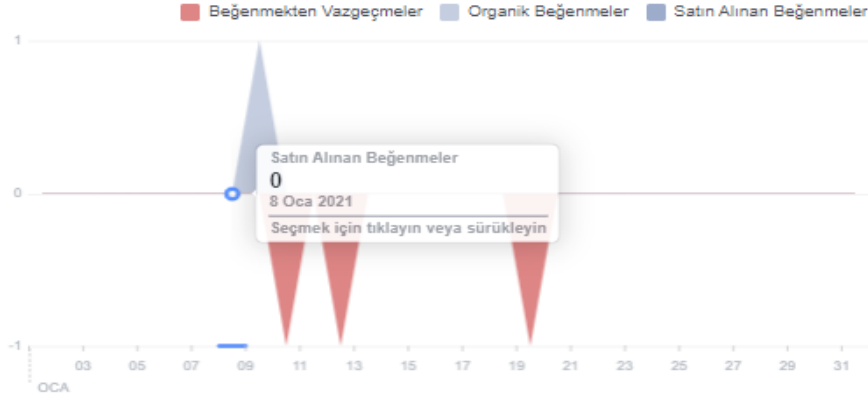 Beğenmekten Vazgeçmeler Organik Beğenmeler Satın Alınan Beğenmeler
1
Satın Alınan Beğenmeler
0
0
8 Oca 2021
Seçmek için tıklayın veya sürükleyin
-1
03 05 07 09 11 13 15 17 19 21 23 25 27 29 31
OCA